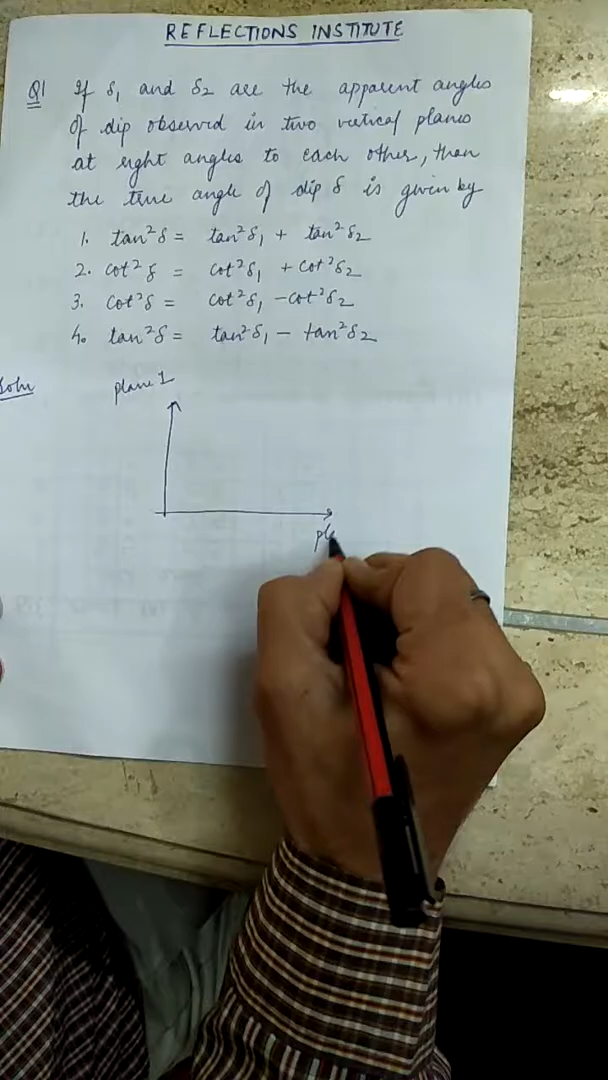 REFLECTIONS INSTITUTE
Q1 If δ₁ and δ₂ are the apparent angles
of dip observed in two vertical planes
at right angles to each other, then
the true angle of dip δ is given by
1. tan²δ = tan²δ₁ + tan²δ₂
2. cot²δ = cot²δ₁ + cot²δ₂
3. cot²δ = cot²δ₁ - cot²δ₂
4. tan²δ = tan²δ₁ - tan²δ₂
Soln plane 1